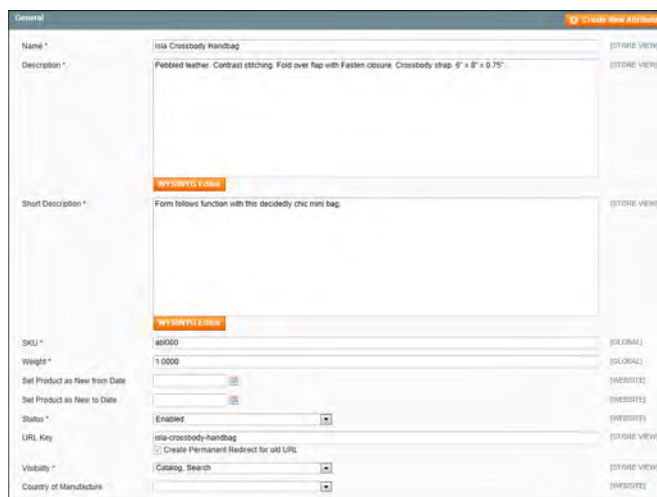 General
Create New Attribute
Name * Isla Crossbody Handbag [STORE VIEW]
Description * Pebbled leather. Contrast stitching. Fold over flap with Fasten closure. Crossbody strap. 6" x 8" x 0.75". [STORE VIEW]
WYSIWYG Editor
Short Description * Form follows function with this decidedly chic mini bag. [STORE VIEW]
WYSIWYG Editor
SKU * abl000 [GLOBAL]
Weight * 1.0000 [GLOBAL]
Set Product as New from Date [WEBSITE]
Set Product as New to Date [WEBSITE]
Status * Enabled [WEBSITE]
URL Key isla-crossbody-handbag [STORE VIEW]
Create Permanent Redirect for old URL
Visibility * Catalog, Search [STORE VIEW]
Country of Manufacture [WEBSITE]